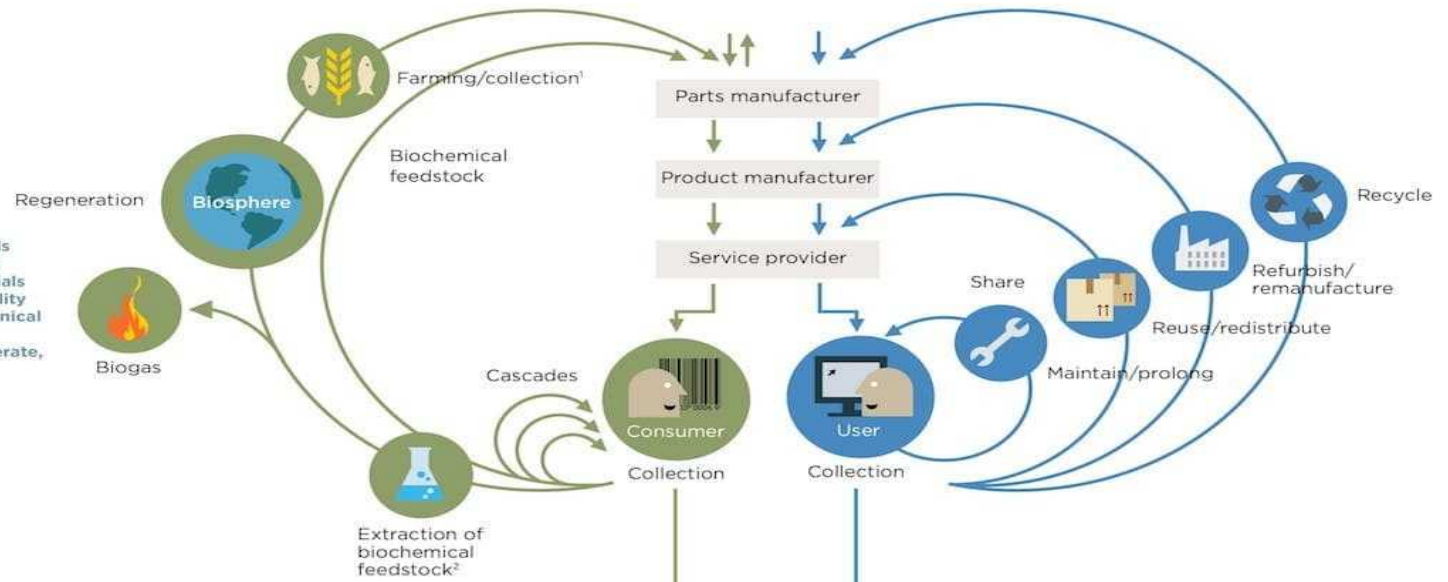 Farming/collection¹
Parts manufacturer
Biochemical
feedstock
Product manufacturer
Regeneration
Biosphere
Recycle
Service provider
Share
Refurbish/
remanufacture
Reuse/redistribute
Biogas
Cascades
Maintain/prolong
Consumer
User
Collection
Collection
Extraction of
biochemical
feedstock²